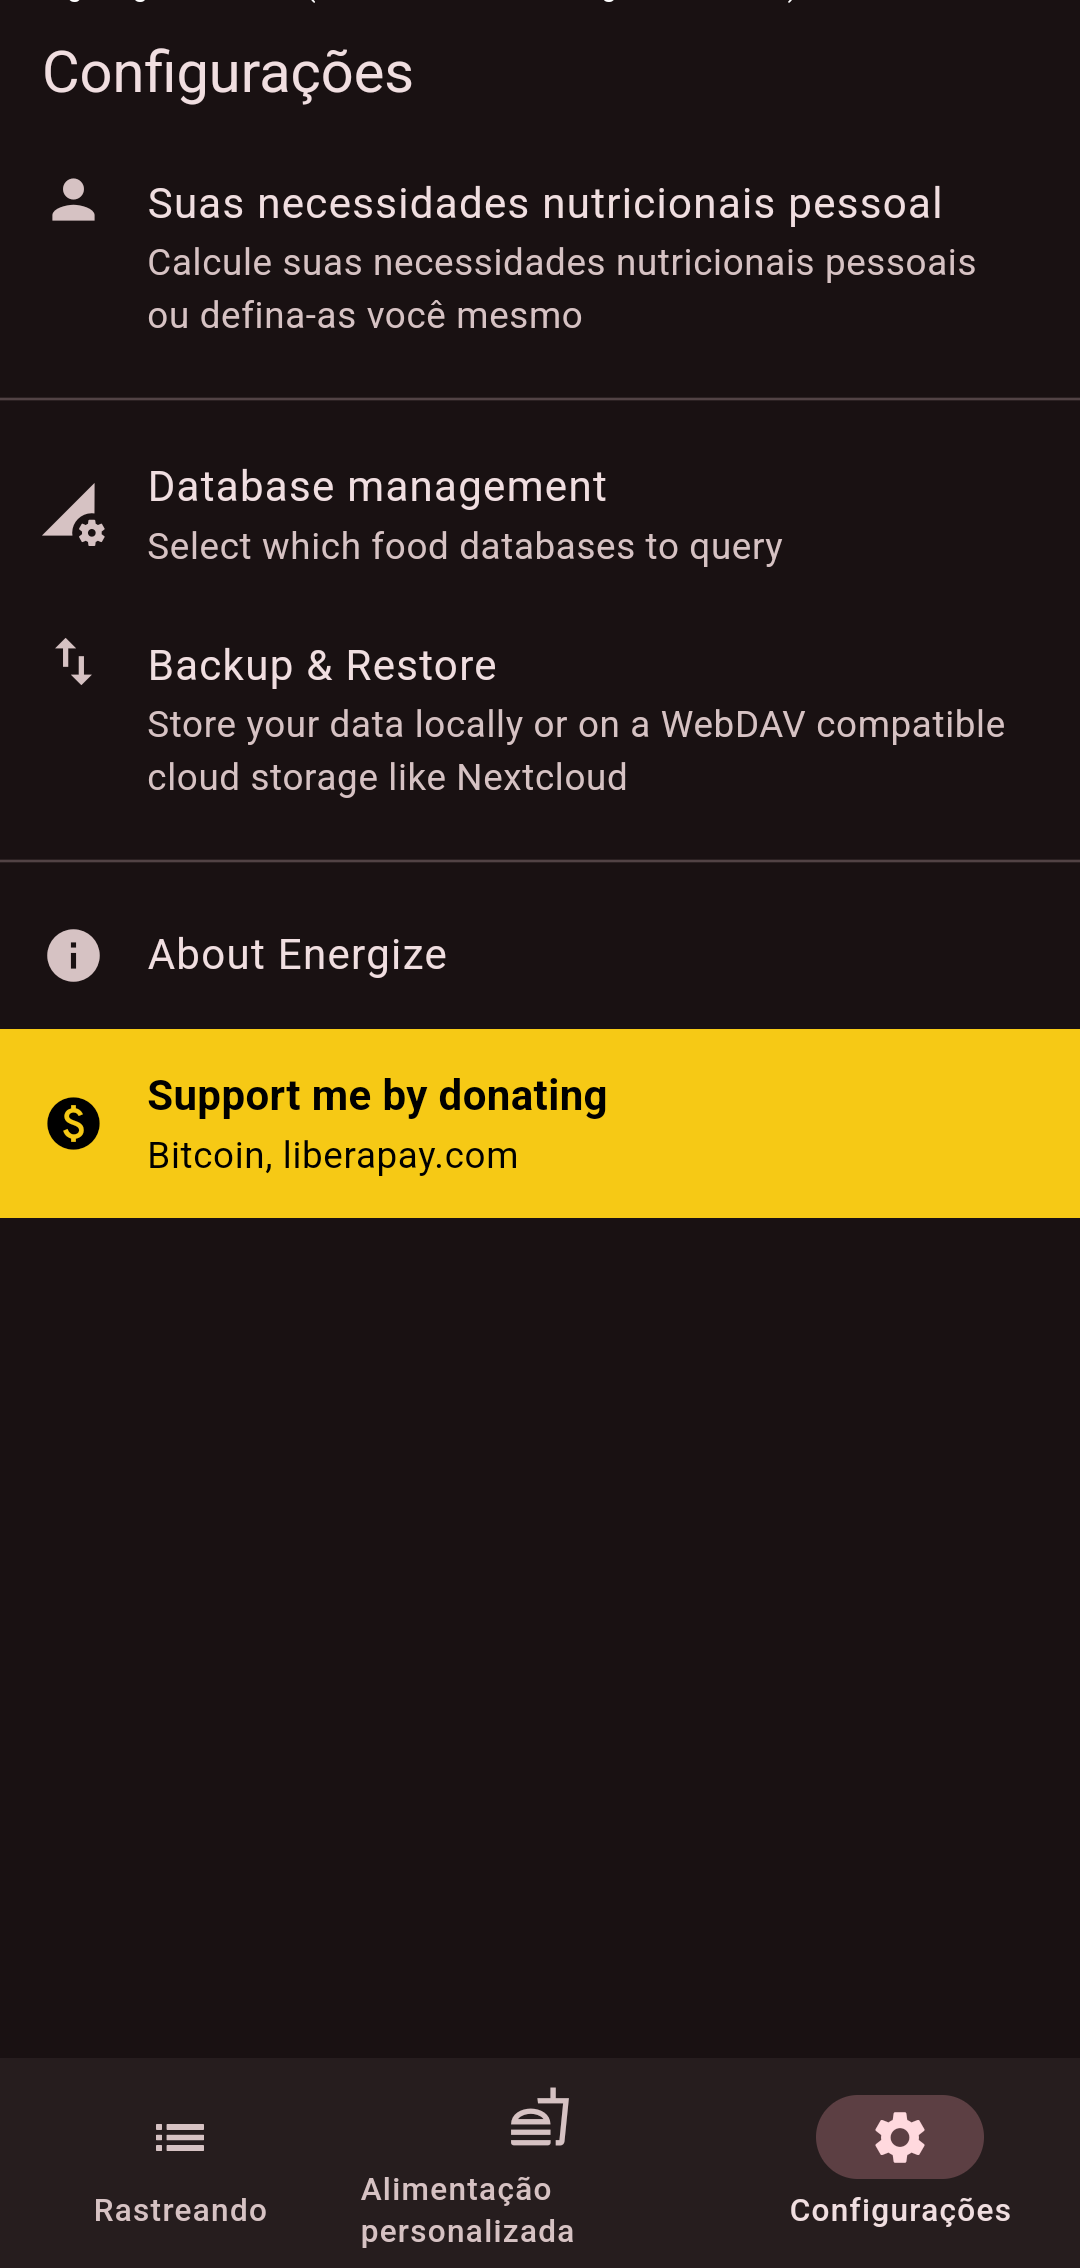 Configurações
Suas necessidades nutricionais pessoal
Calcule suas necessidades nutricionais pessoais
ou defina-as você mesmo
Database management
Select which food databases to query
Backup & Restore
Store your data locally or on a WebDAV compatible
cloud storage like Nextcloud
About Energize
Support me by donating
Bitcoin, liberapay.com
Rastreando
Alimentação
personalizada
Configurações